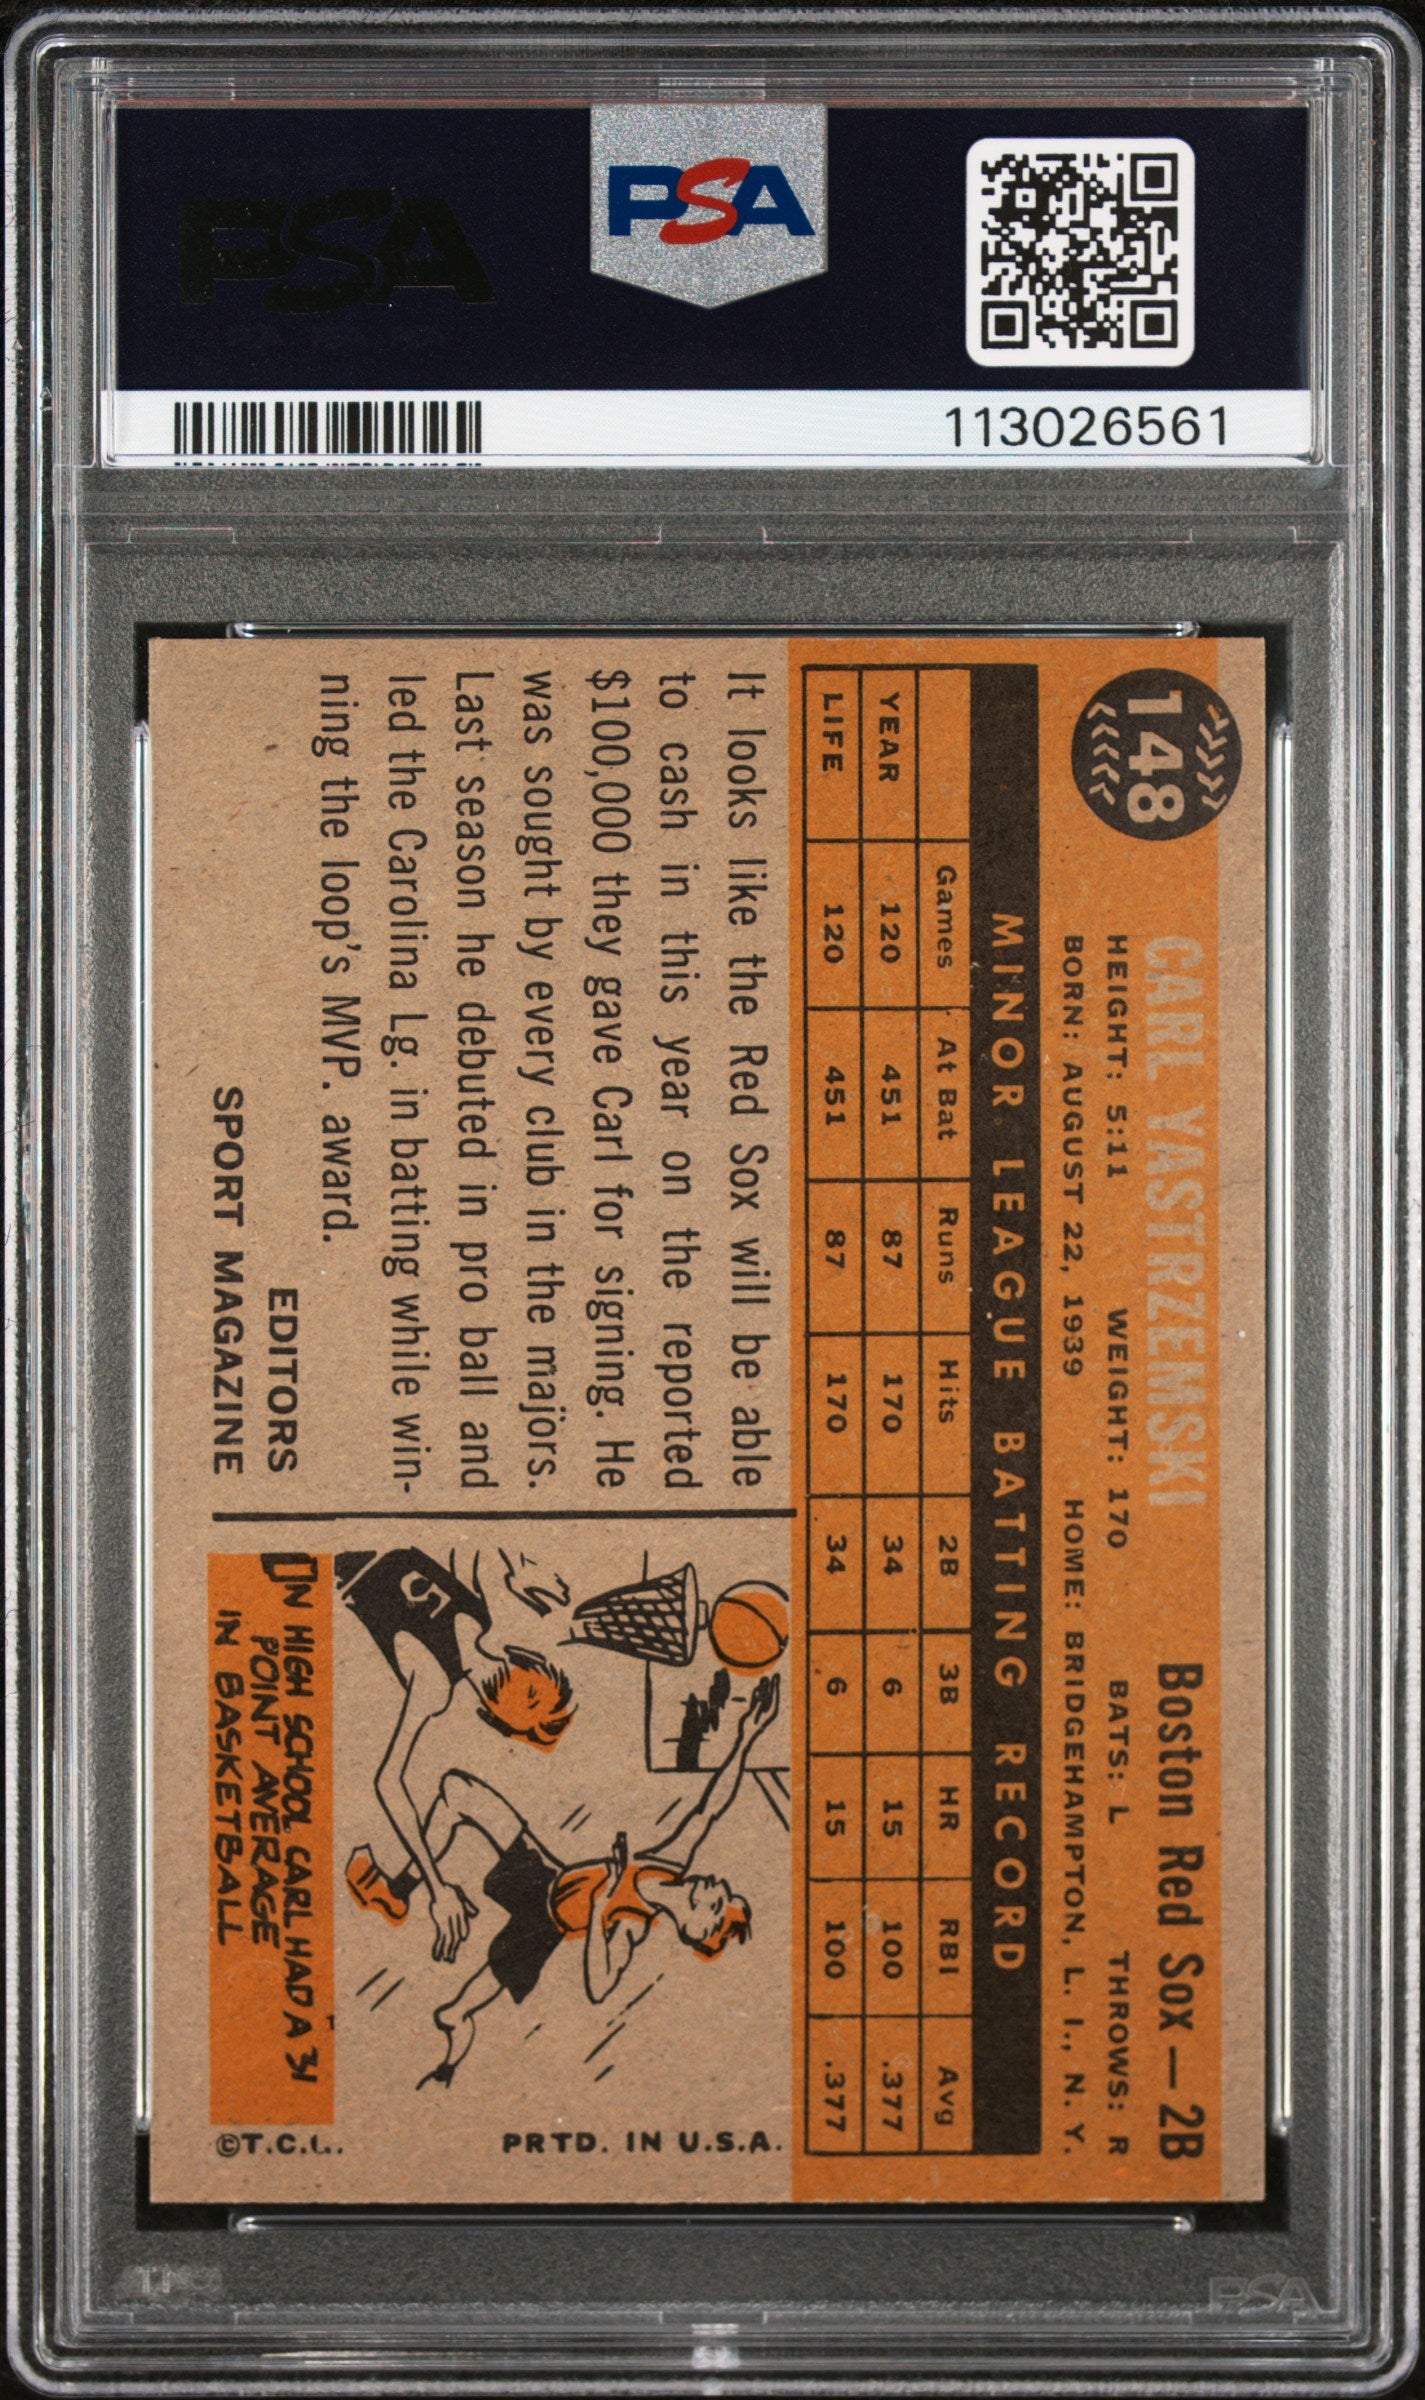 PSA
PSA
113026561
148
CARL YASTRZEMSKI
Boston Red Sox—2B
HEIGHT: 5:11 WEIGHT: 170 BATS: L THROWS: R
BORN: AUGUST 22, 1939 HOME: BRIDGEHAMPTON, L. I., N. Y.
MINOR LEAGUE BATTING RECORD
Games At Bat Runs Hits 2B 3B HR RBI Avg
YEAR 120 451 87 170 34 6 15 100 .377
LIFE 120 451 87 170 34 6 15 100 .377
It looks like the Red Sox will be able
to cash in this year on the reported
$100,000 they gave Carl for signing. He
was sought by every club in the majors.
Last season he debuted in pro ball and
led the Carolina Lg. in batting while win-
ning the loop's MVP. award.
EDITORS
SPORT MAGAZINE
5
IN HIGH SCHOOL CARL HAD A 31
POINT AVERAGE
IN BASKETBALL
©T.C.G.
PRTD. IN U.S.A.
PSA